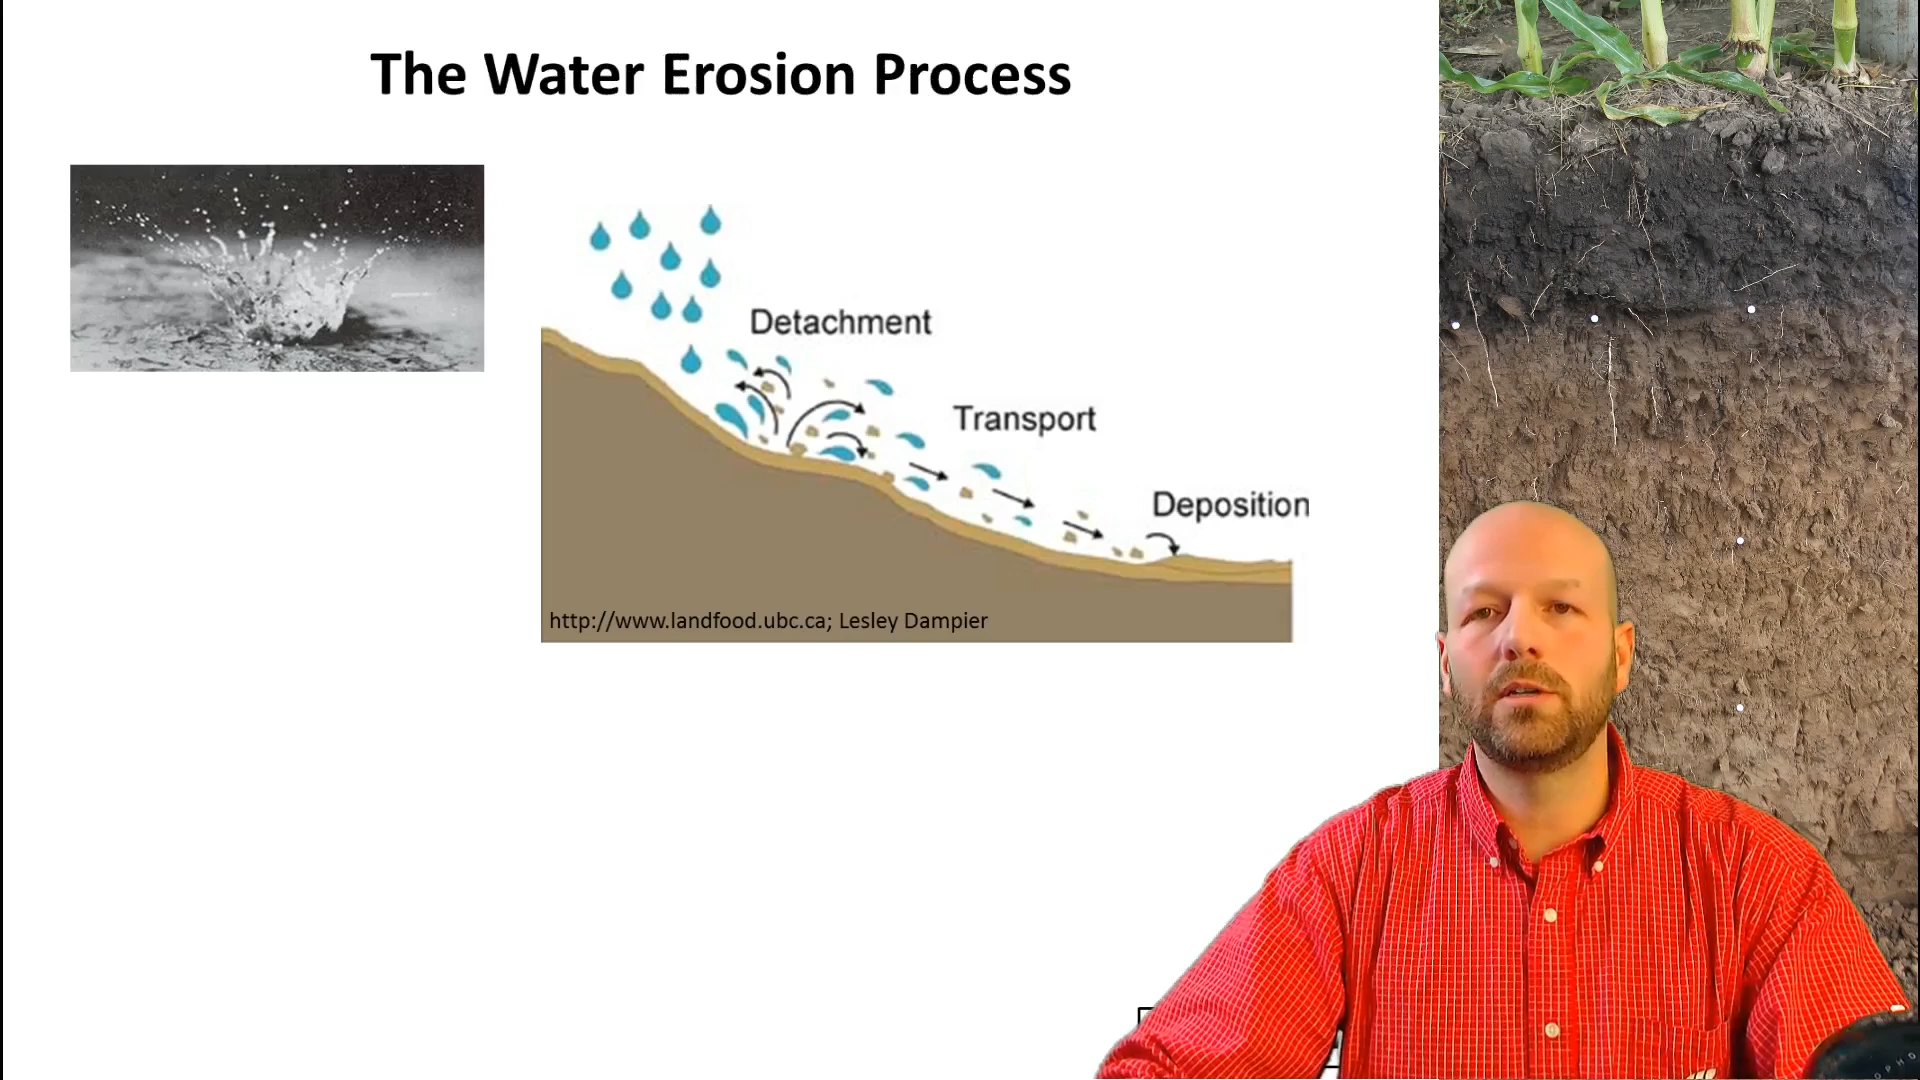 The Water Erosion Process
Detachment
Transport
Deposition
http://www.landfood.ubc.ca; Lesley Dampier